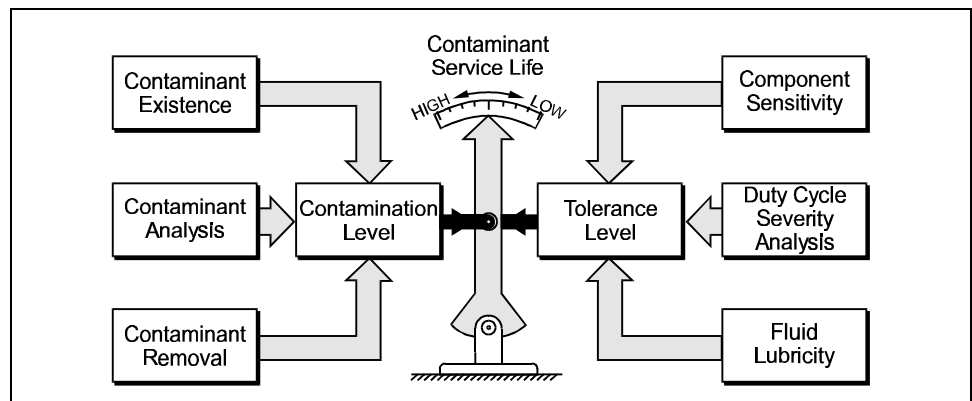 Contaminant
Service Life
HIGH
LOW
Contaminant
Existence
Component
Sensitivity
Contaminant
Analysis
Contamination
Level
Tolerance
Level
Duty Cycle
Severity
Analysis
Contaminant
Removal
Fluid
Lubricity